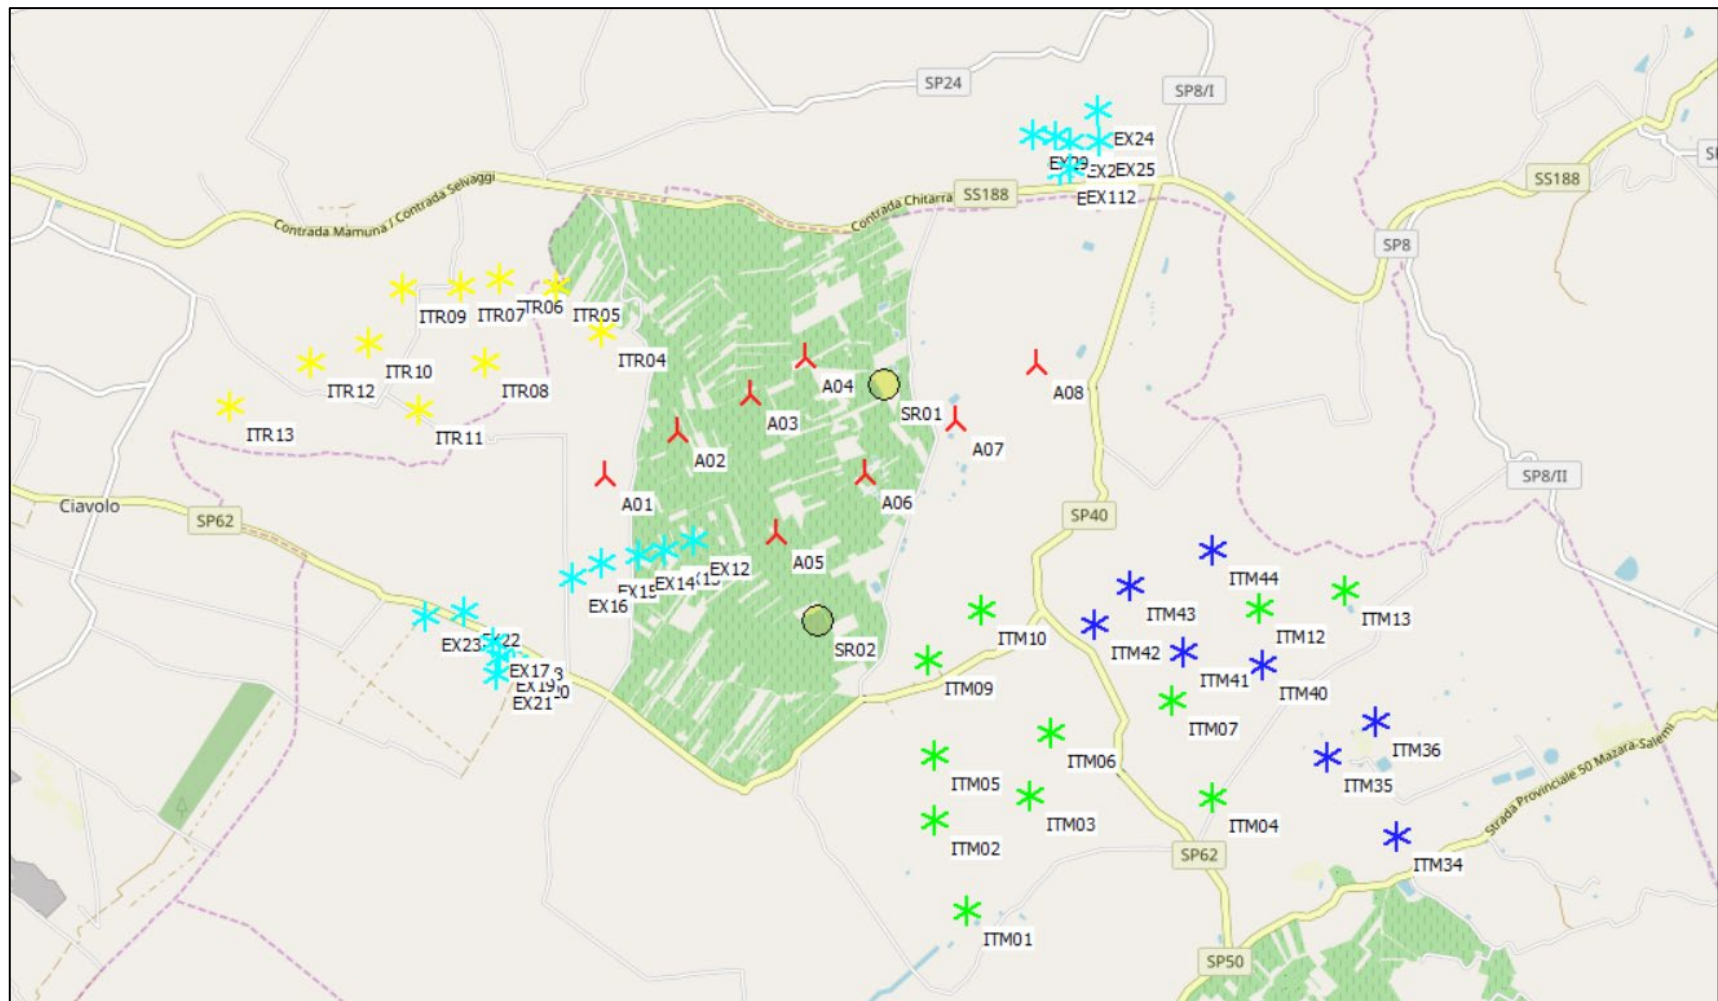 SP24
SP8/I
EX24
EX29
EX25
EX112
SS188
SS188
Contrada Mamuna / Contrada Selvaggi
Contrada Chitarra
SP8
ITR09
ITR07
ITR06
ITR05
ITR04
ITR10
ITR12
ITR08
ITR13
ITR11
A04
A08
SR01
A03
A07
A02
A01
A06
SP8/II
Ciavolo
SP62
SP40
A05
EX12
EX14
EX15
EX16
ITM44
ITM43
ITM13
ITM12
ITM10
ITM42
EX23
EX22
SR02
EX17
EX19
EX21
ITM41
ITM40
ITM09
ITM07
ITM36
ITM06
ITM05
ITM35
Strada Provinciale 50 Mazara-Salemi
ITM03
ITM04
ITM02
SP62
ITM34
ITM01
SP50